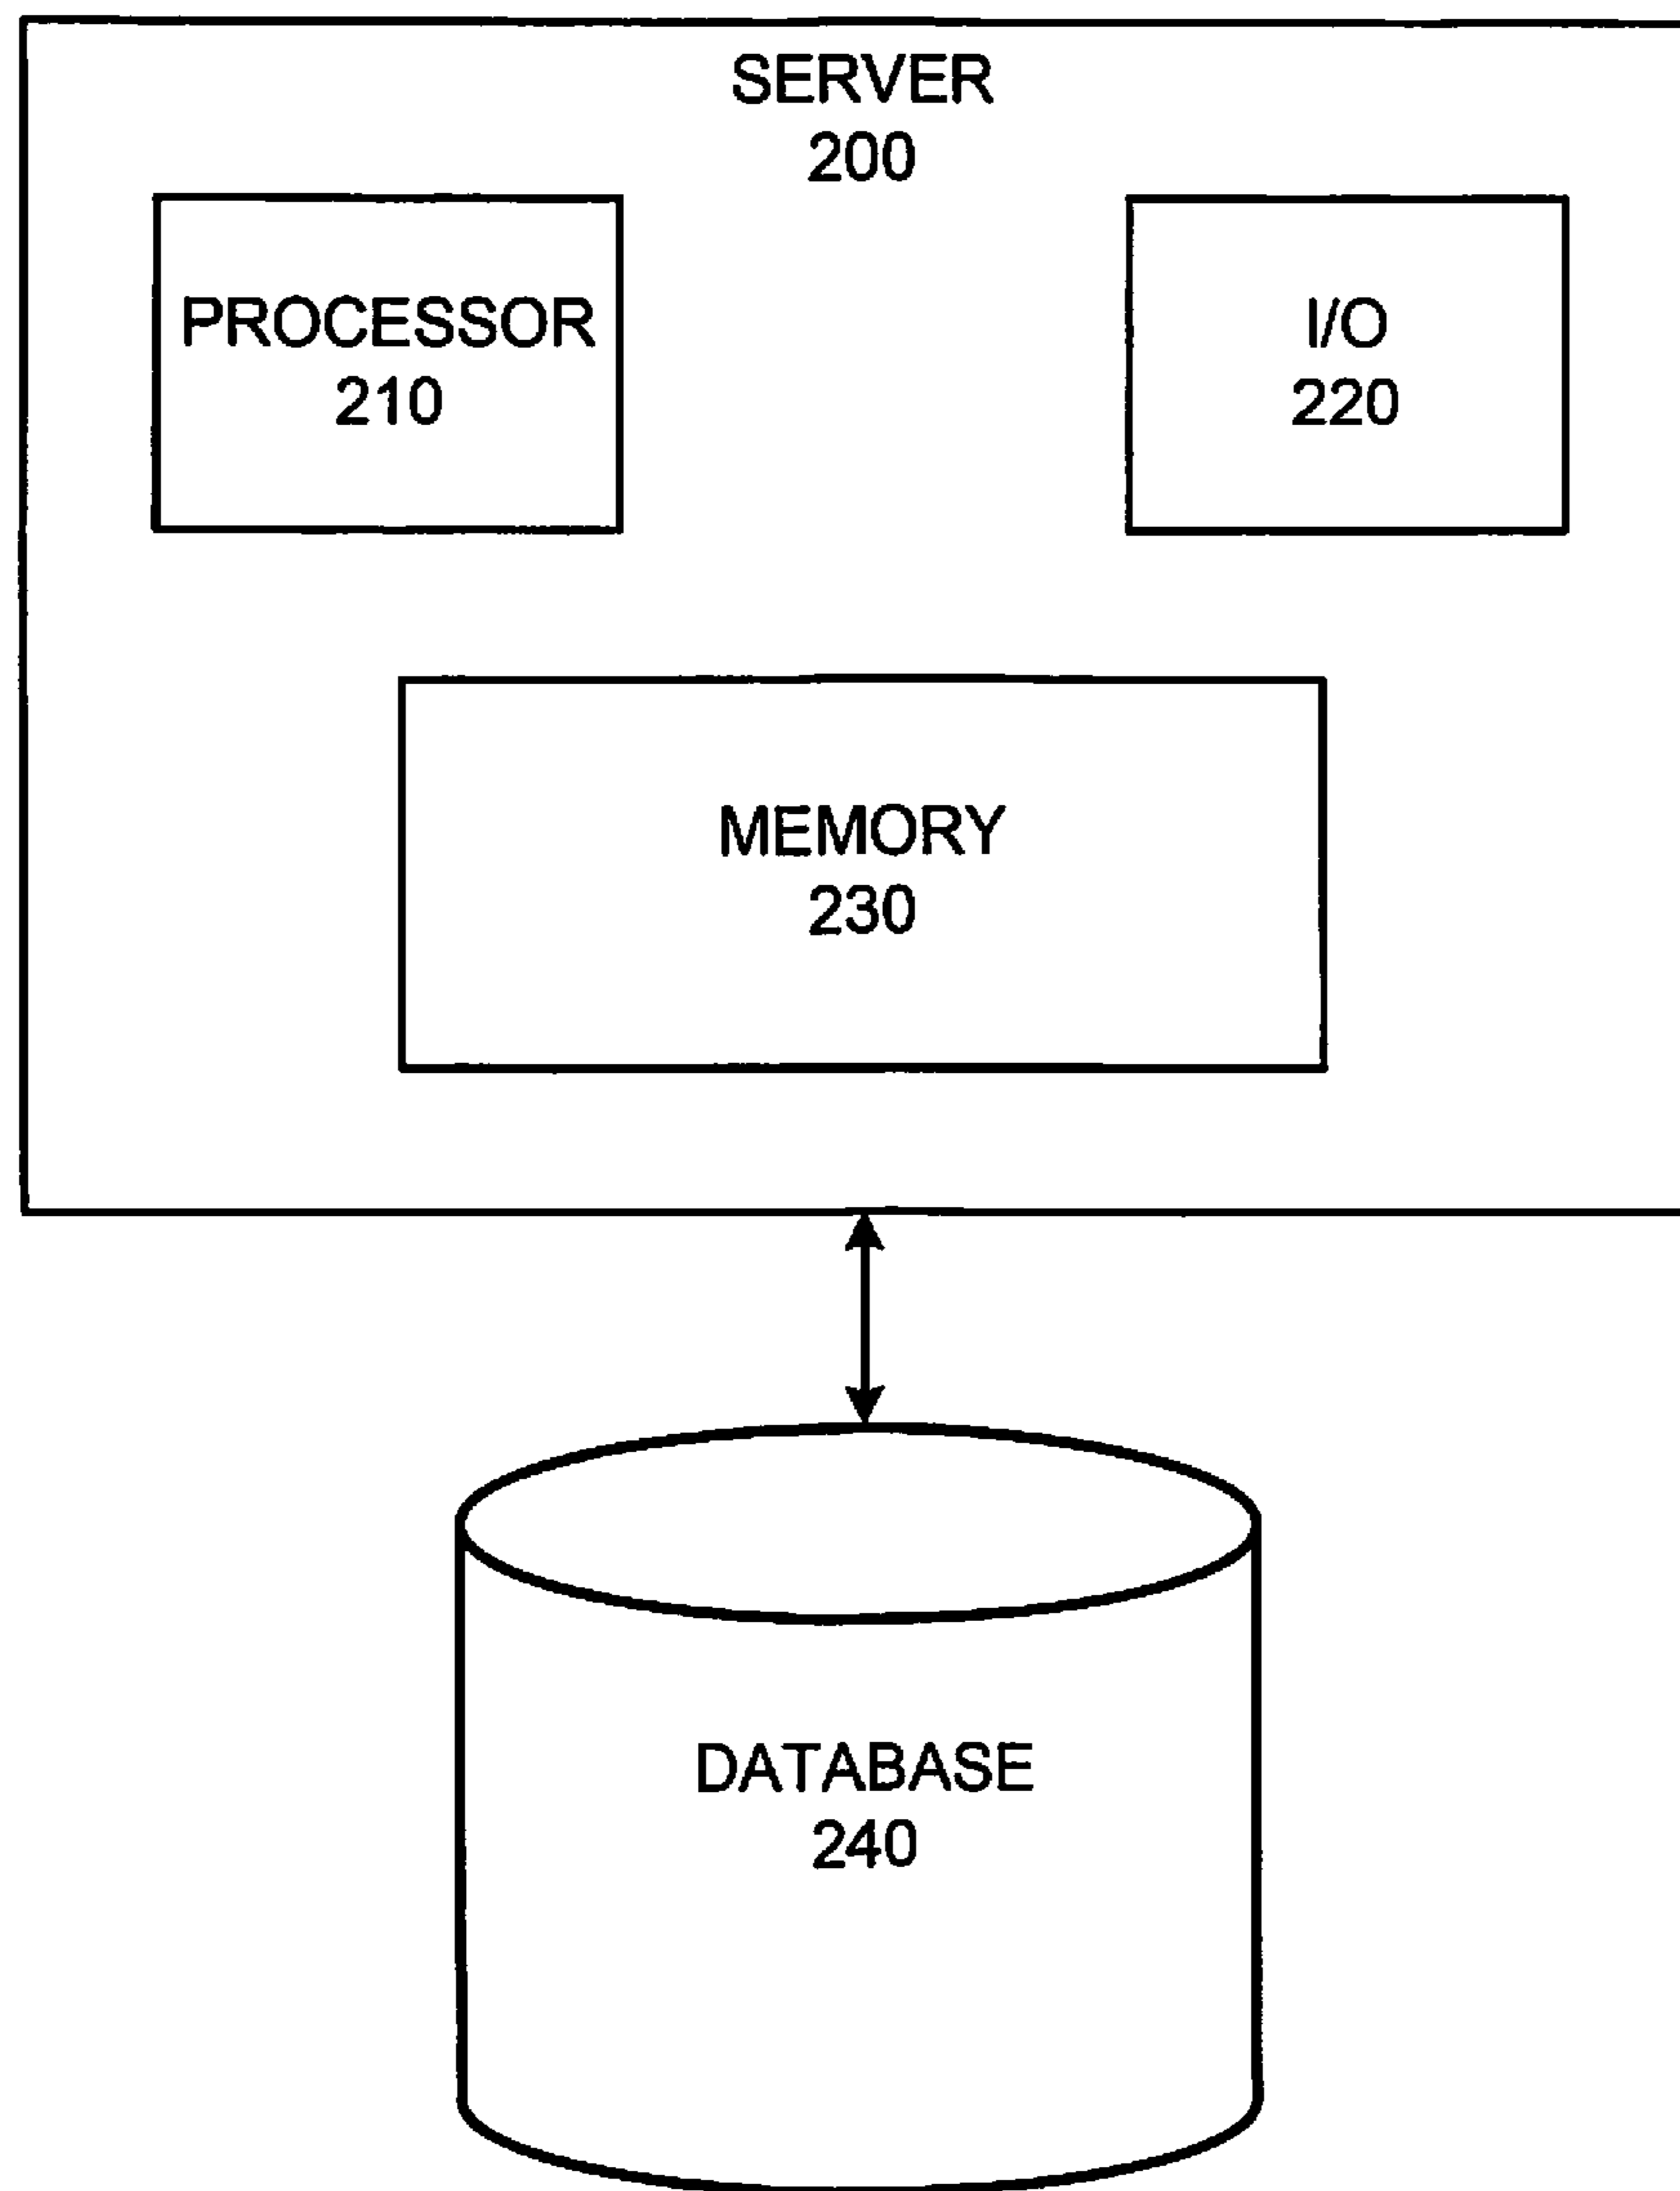 SERVER
200
PROCESSOR
210
I/O
220
MEMORY
230
DATABASE
240